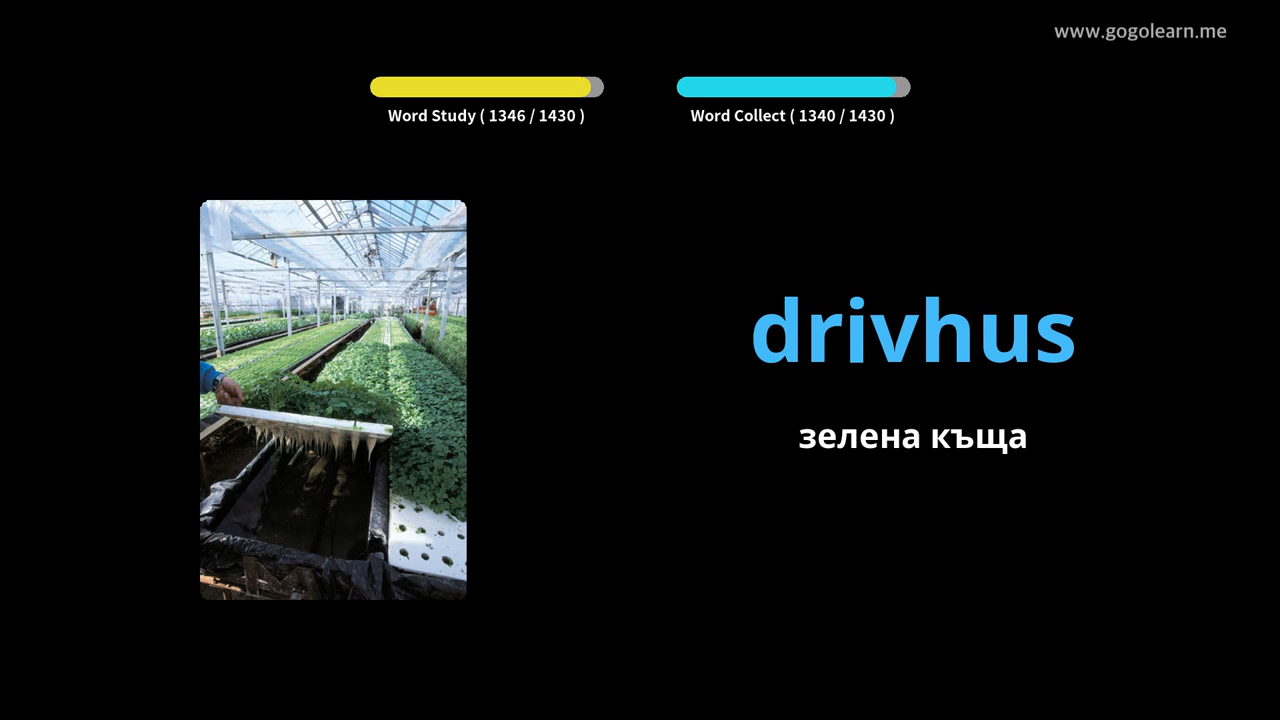 www.gogolearn.me
Word Study ( 1346 / 1430 )
Word Collect ( 1340 / 1430 )
drivhus
зелена къща